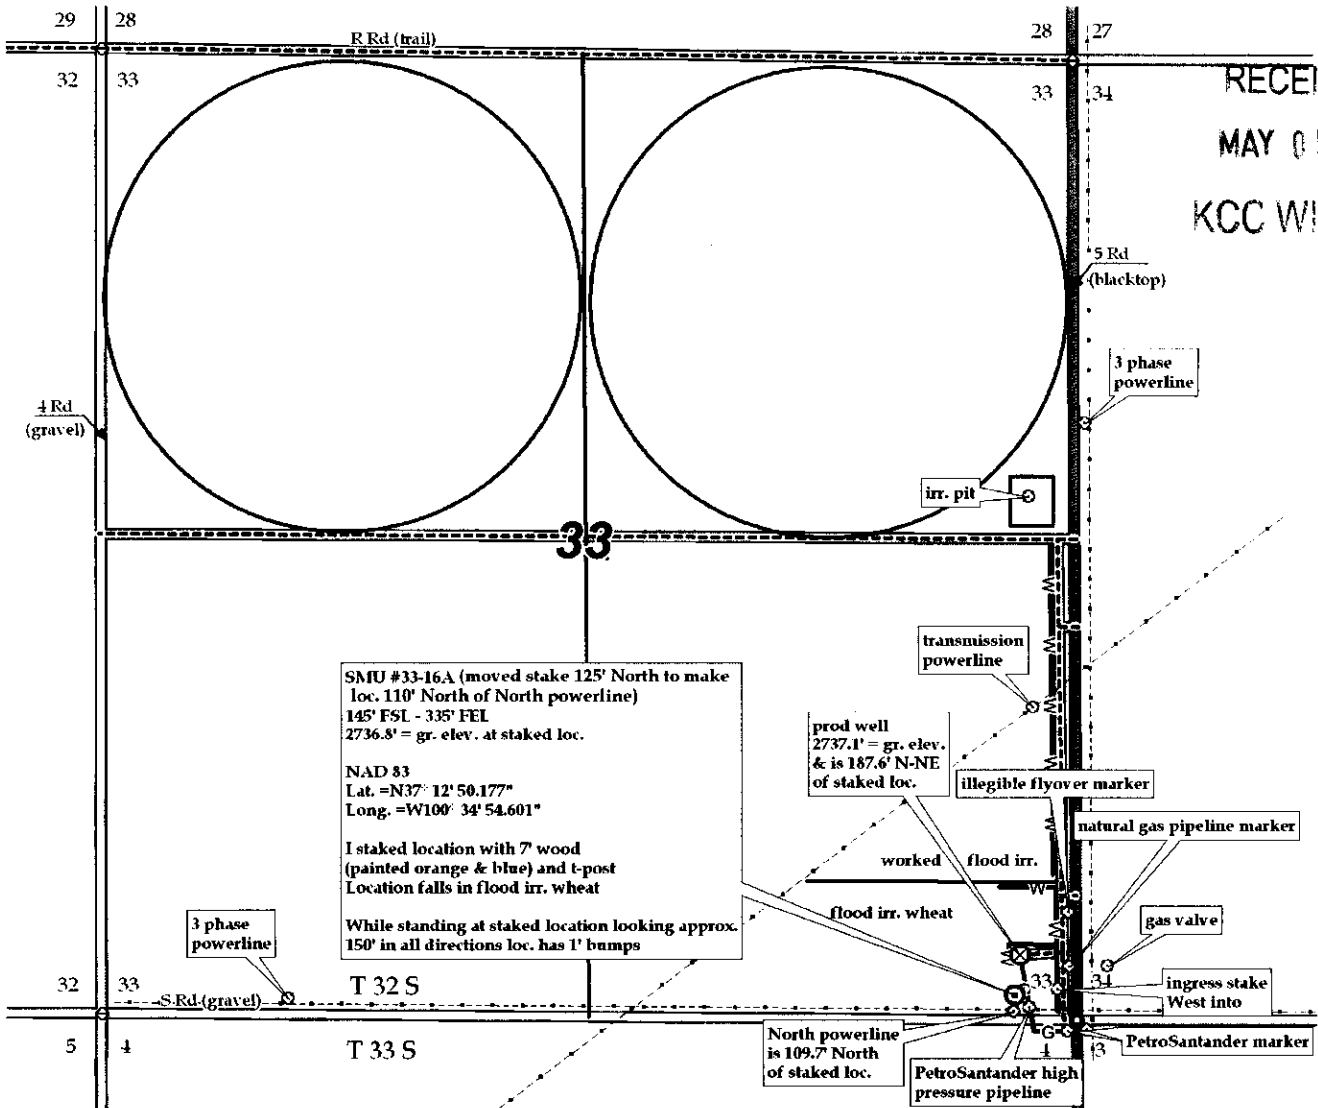 29 28
28 27
R Rd (trail)
32 33
33 34
MAY 0
KCC
5 Rd
(blacktop)
3 phase
powerline
4 Rd
(gravel)
irr. pit
33
transmission
powerline
SMU #33-16A (moved stake 125' North to make
loc. 110' North of North powerline)
145' FSL - 335' FEL
2736.8' = gr. elev. at staked loc.
NAD 83
Lat. =N37° 12' 50.177"
Long. =W100° 34' 54.601"
I staked location with 7' wood
(painted orange & blue) and t-post
Location falls in flood irr. wheat
While standing at staked location looking approx.
150' in all directions loc. has 1' bumps
prod well
2737.1' = gr. elev.
& is 187.6' N-NE
of staked loc.
illegible flyover marker
natural gas pipeline marker
worked flood irr.
W
flood irr. wheat
gas valve
3 phase
powerline
32 33
33 34
T 32 S
S Rd (gravel)
ingress stake
West into
5 4
T 33 S
North powerline
is 109.7' North
of staked loc.
G
4 3
PetroSantander marker
PetroSantander high
pressure pipeline